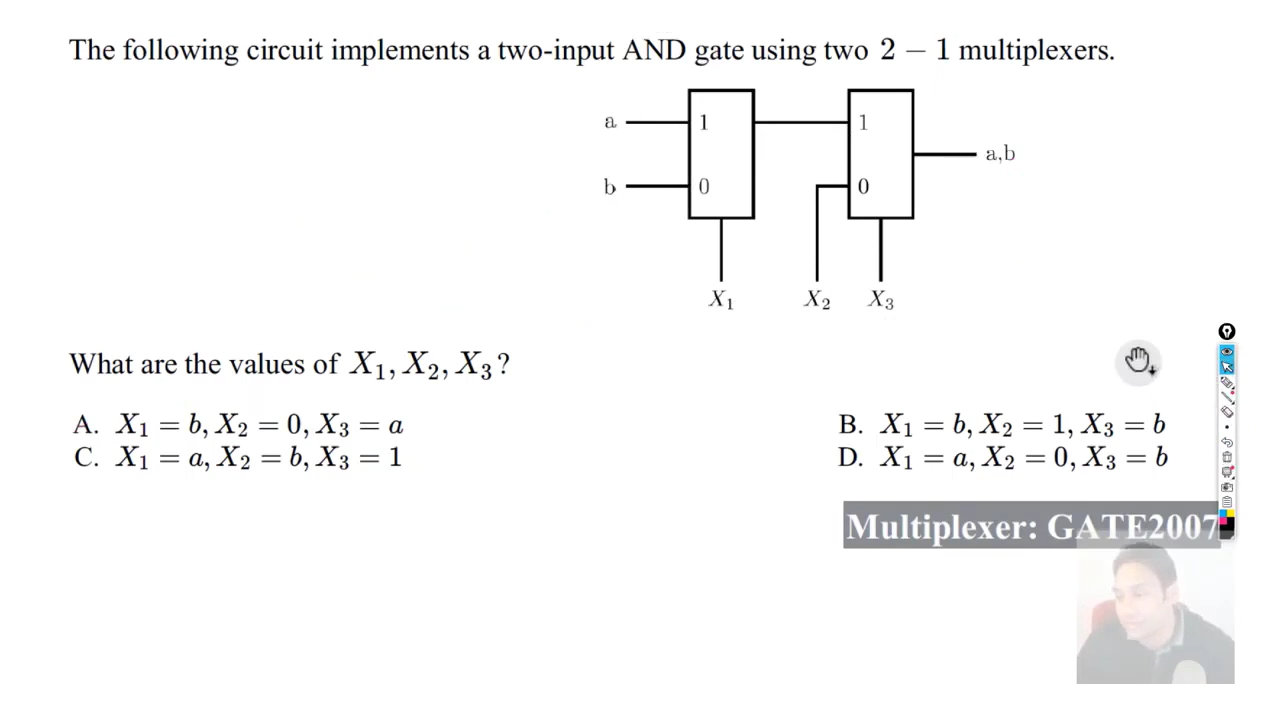 The following circuit implements a two-input AND gate using two 2 − 1 multiplexers.
a 1 1
a,b
b 0 0
X₁ X₂ X₃
What are the values of X₁, X₂, X₃?
A. X₁ = b, X₂ = 0, X₃ = a
B. X₁ = b, X₂ = 1, X₃ = b
C. X₁ = a, X₂ = b, X₃ = 1
D. X₁ = a, X₂ = 0, X₃ = b
Multiplexer: GATE2007